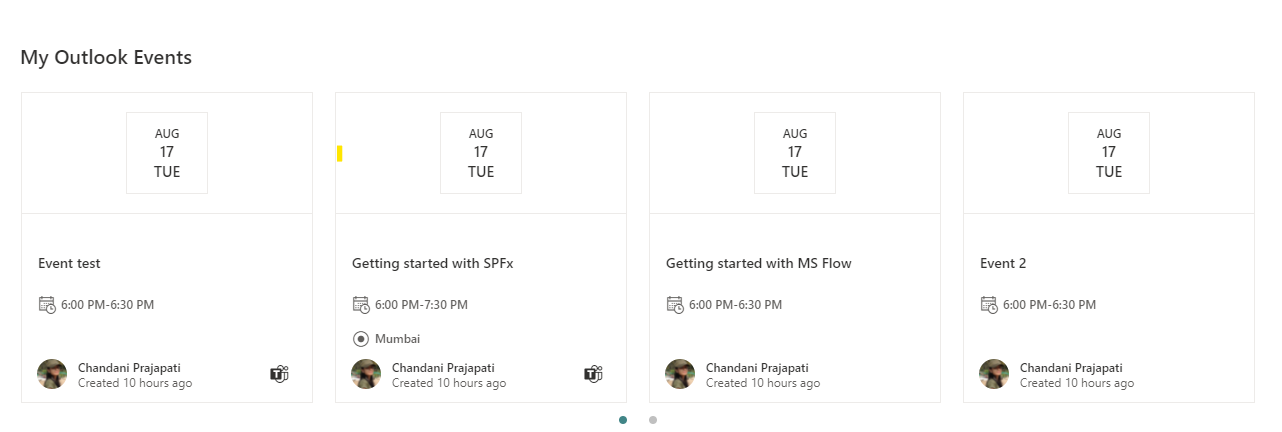 My Outlook Events
AUG
17
TUE
Event test
6:00 PM-6:30 PM
Chandani Prajapati
Created 10 hours ago
T
AUG
17
TUE
Getting started with SPFx
6:00 PM-7:30 PM
Mumbai
Chandani Prajapati
Created 10 hours ago
T
AUG
17
TUE
Getting started with MS Flow
6:00 PM-6:30 PM
Chandani Prajapati
Created 10 hours ago
AUG
17
TUE
Event 2
6:00 PM-6:30 PM
Chandani Prajapati
Created 10 hours ago